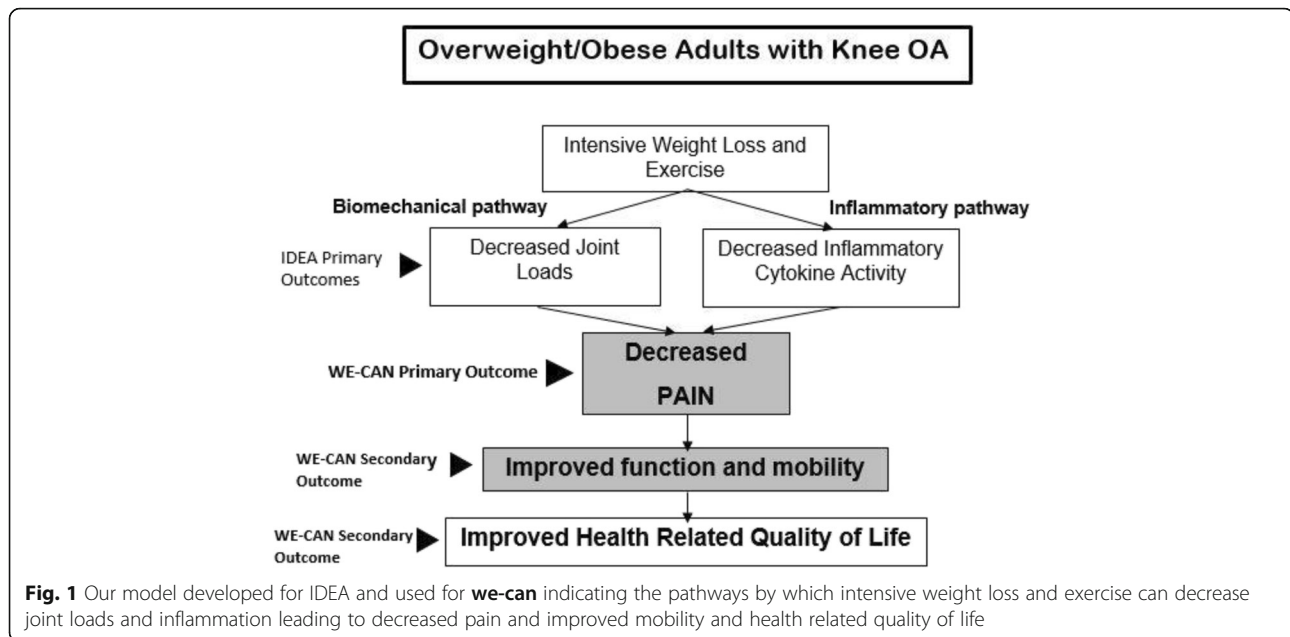 Overweight/Obese Adults with Knee OA
Intensive Weight Loss and
Exercise
Biomechanical pathway
Inflammatory pathway
IDEA Primary
Outcomes
Decreased Joint
Loads
Decreased Inflammatory
Cytokine Activity
WE-CAN Primary Outcome
Decreased
PAIN
WE-CAN Secondary
Outcome
Improved function and mobility
WE-CAN Secondary
Outcome
Improved Health Related Quality of Life
Fig. 1 Our model developed for IDEA and used for we-can indicating the pathways by which intensive weight loss and exercise can decrease
joint loads and inflammation leading to decreased pain and improved mobility and health related quality of life